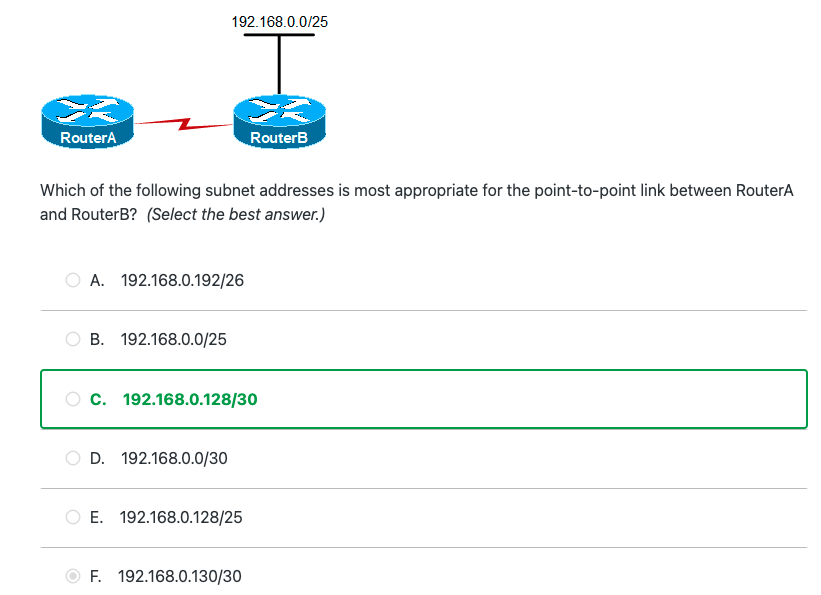 192.168.0.0/25
RouterA
RouterB
Which of the following subnet addresses is most appropriate for the point-to-point link between RouterA
and RouterB? (Select the best answer.)
A. 192.168.0.192/26
B. 192.168.0.0/25
C. 192.168.0.128/30
D. 192.168.0.0/30
E. 192.168.0.128/25
F. 192.168.0.130/30